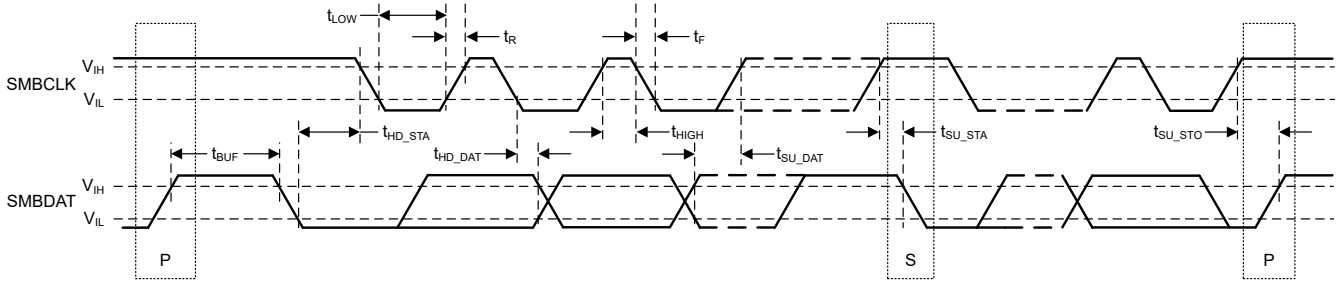 tLOW
tR
tF
VIH
SMBCLK
VIL
tHD_STA
tHIGH
tSU_STA
tSU_STO
tBUF
tHD_DAT
tSU_DAT
VIH
SMBDAT
VIL
P
S
P